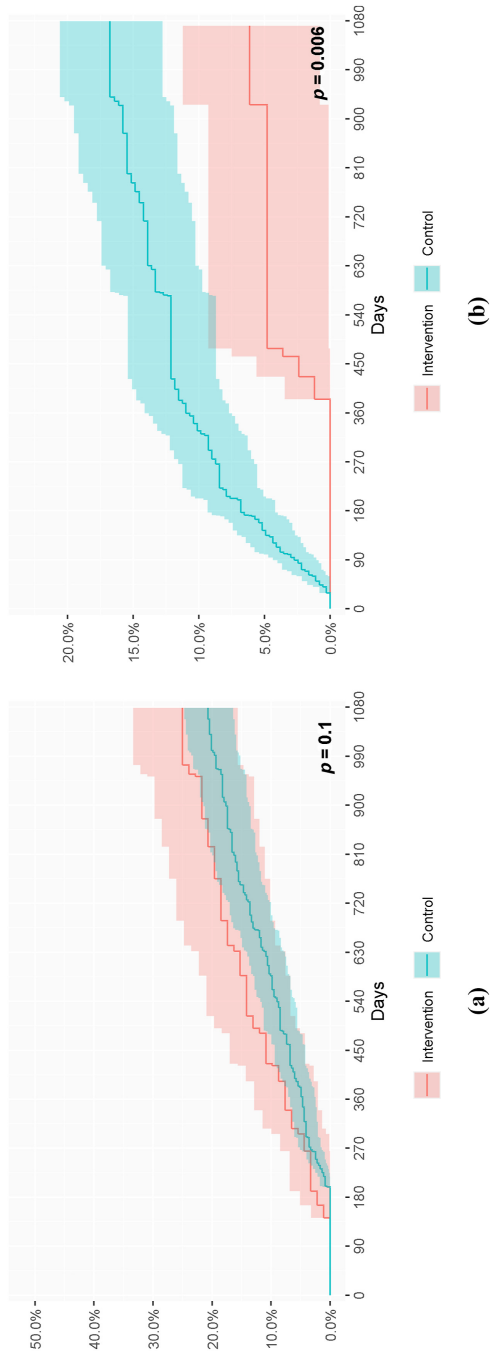 50.0%
40.0%
30.0%
20.0%
10.0%
0.0%
p = 0.1
0 90 180 270 360 450 540 630 720 810 900 990 1080
Days
Intervention Control
(a)
20.0%
15.0%
10.0%
5.0%
0.0%
p = 0.006
0 90 180 270 360 450 540 630 720 810 900 990 1080
Days
Intervention Control
(b)